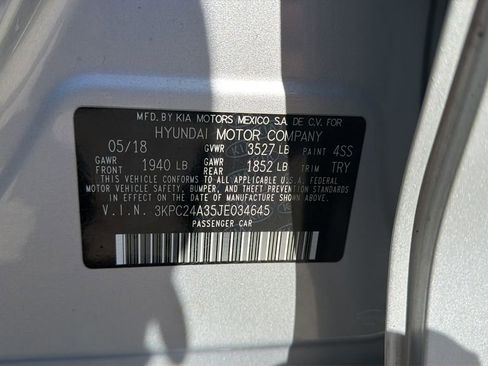 MFD. BY KIA MOTORS MEXICO S.A. DE C.V. FOR
HYUNDAI MOTOR COMPANY
05/18 GVWR 3527 LB PAINT 4SS
GAWR FRONT 1940 LB GAWR REAR 1852 LB TRIM TRY
THIS VEHICLE CONFORMS TO ALL APPLICABLE U.S.A. FEDERAL
MOTOR VEHICLE SAFETY, BUMPER, AND THEFT PREVENTION STANDARDS
IN EFFECT ON THE DATE OF MANUFACTURE SHOWN ABOVE.
V.I.N. 3KPC24A35JE034645
PASSENGER CAR